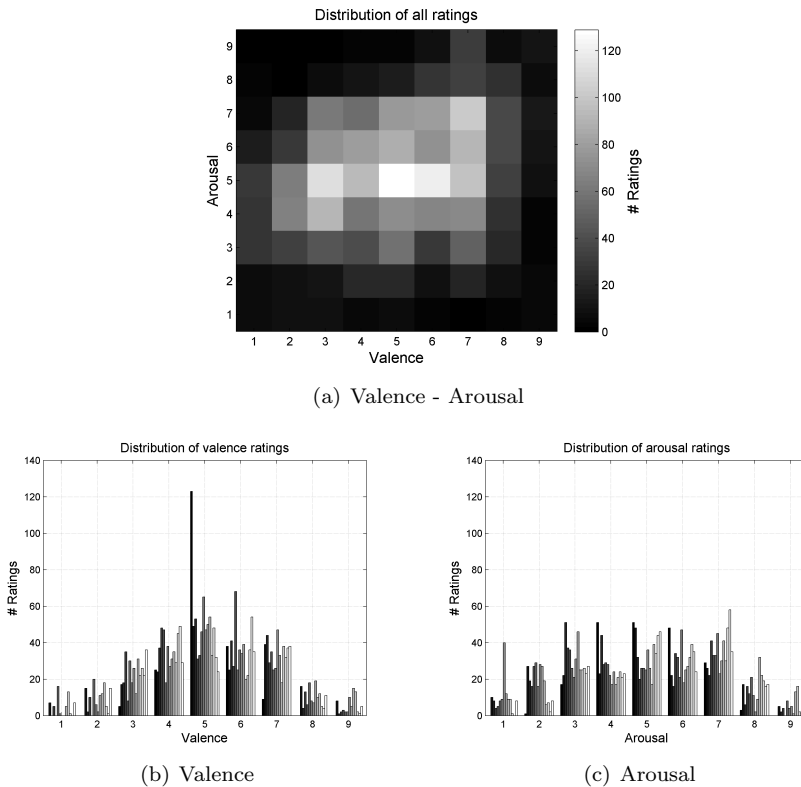 Distribution of all ratings
9
8
7
6
5
4
3
2
1
Arousal
1 2 3 4 5 6 7 8 9
Valence
120
100
80
60
40
20
0
# Ratings
(a) Valence - Arousal
Distribution of valence ratings
140
120
100
80
60
40
20
0
# Ratings
1 2 3 4 5 6 7 8 9
Valence
(b) Valence
Distribution of arousal ratings
140
120
100
80
60
40
20
0
# Ratings
1 2 3 4 5 6 7 8 9
Arousal
(c) Arousal